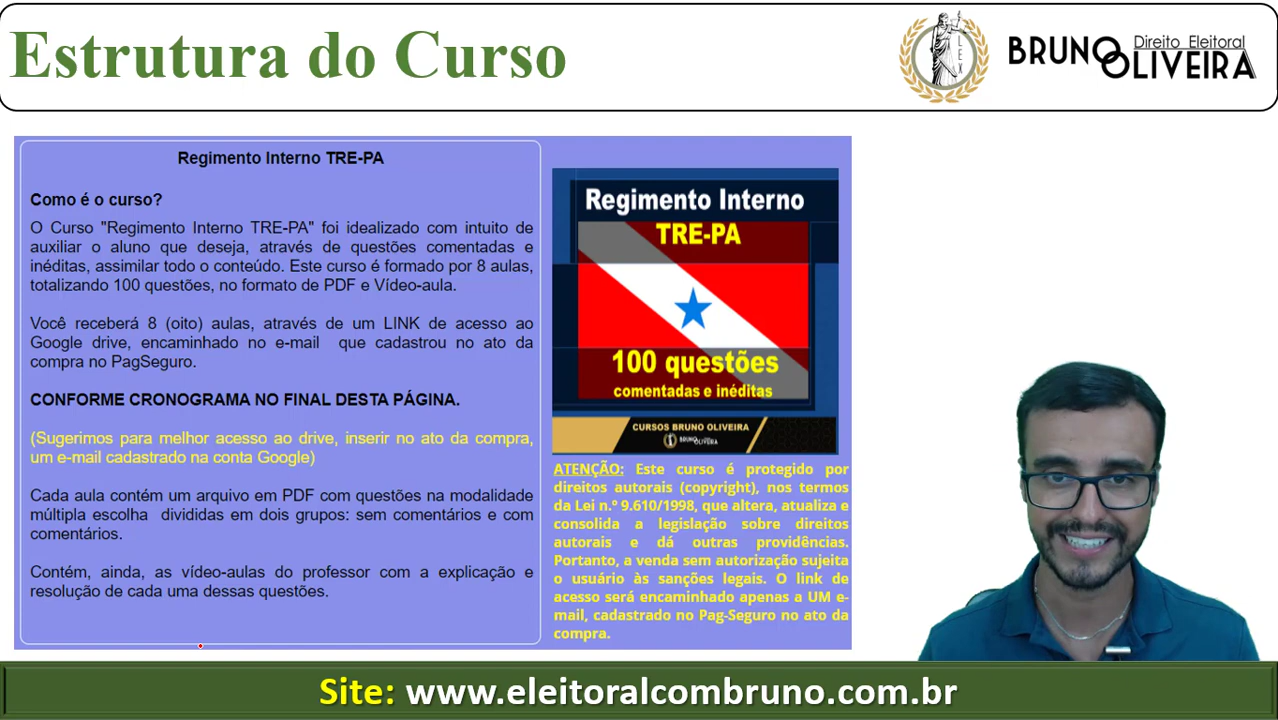 Estrutura do Curso
LEX
BRUNO OLIVEIRA
Direito Eleitoral
Regimento Interno TRE-PA
Como é o curso?
O Curso "Regimento Interno TRE-PA" foi idealizado com intuito de
auxiliar o aluno que deseja, através de questões comentadas e
inéditas, assimilar todo o conteúdo. Este curso é formado por 8 aulas,
totalizando 100 questões, no formato de PDF e Vídeo-aula.
Você receberá 8 (oito) aulas, através de um LINK de acesso ao
Google drive, encaminhado no e-mail que cadastrou no ato da
compra no PagSeguro.
CONFORME CRONOGRAMA NO FINAL DESTA PÁGINA.
(Sugerimos para melhor acesso ao drive, inserir no ato da compra,
um e-mail cadastrado na conta Google)
Cada aula contém um arquivo em PDF com questões na modalidade
múltipla escolha divididas em dois grupos: sem comentários e com
comentários.
Contém, ainda, as vídeo-aulas do professor com a explicação e
resolução de cada uma dessas questões.
Regimento Interno
TRE-PA
100 questões
comentadas e inéditas
CURSOS BRUNO OLIVEIRA
BRUNO OLIVEIRA
ATENÇÃO: Este curso é protegido por
direitos autorais (copyright), nos termos
da Lei n.º 9.610/1998, que altera, atualiza e
consolida a legislação sobre direitos
autorais e dá outras providências.
Portanto, a venda sem autorização sujeita
o usuário às sanções legais. O link de
acesso será encaminhado apenas a UM e-
mail, cadastrado no Pag-Seguro no ato da
compra.
Site: www.eleitoralcombruno.com.br